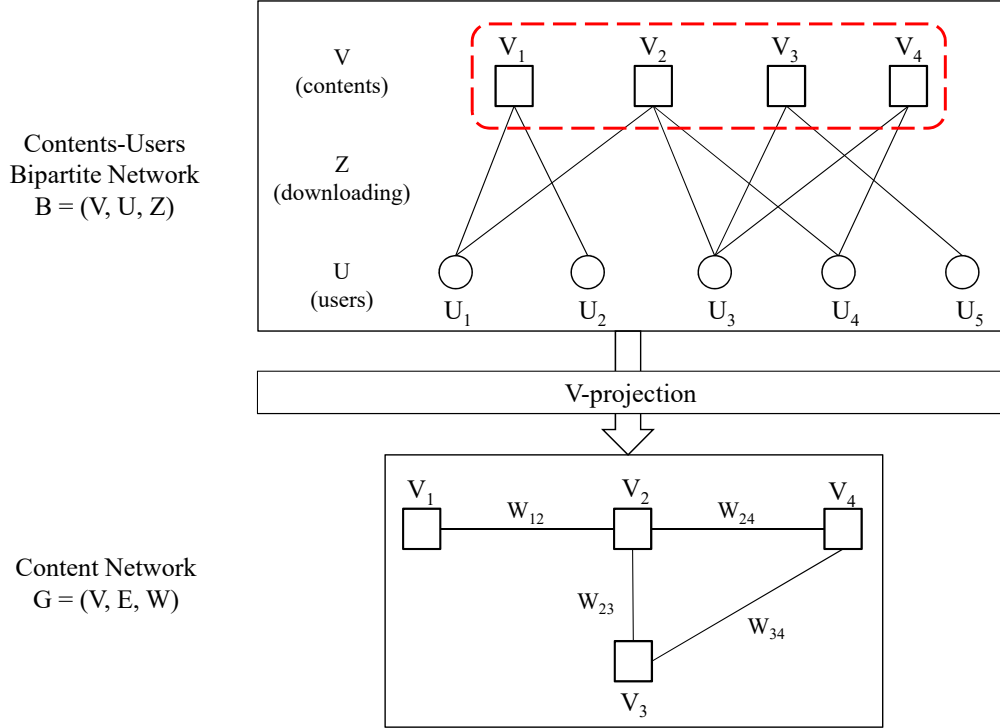 V
(contents)
V₁
V₂
V₃
V₄
Contents-Users
Bipartite Network
B = (V, U, Z)
Z
(downloading)
U
(users)
U₁
U₂
U₃
U₄
U₅
V-projection
V₁
V₂
V₄
W₁₂
W₂₄
Content Network
G = (V, E, W)
W₂₃
W₃₄
V₃